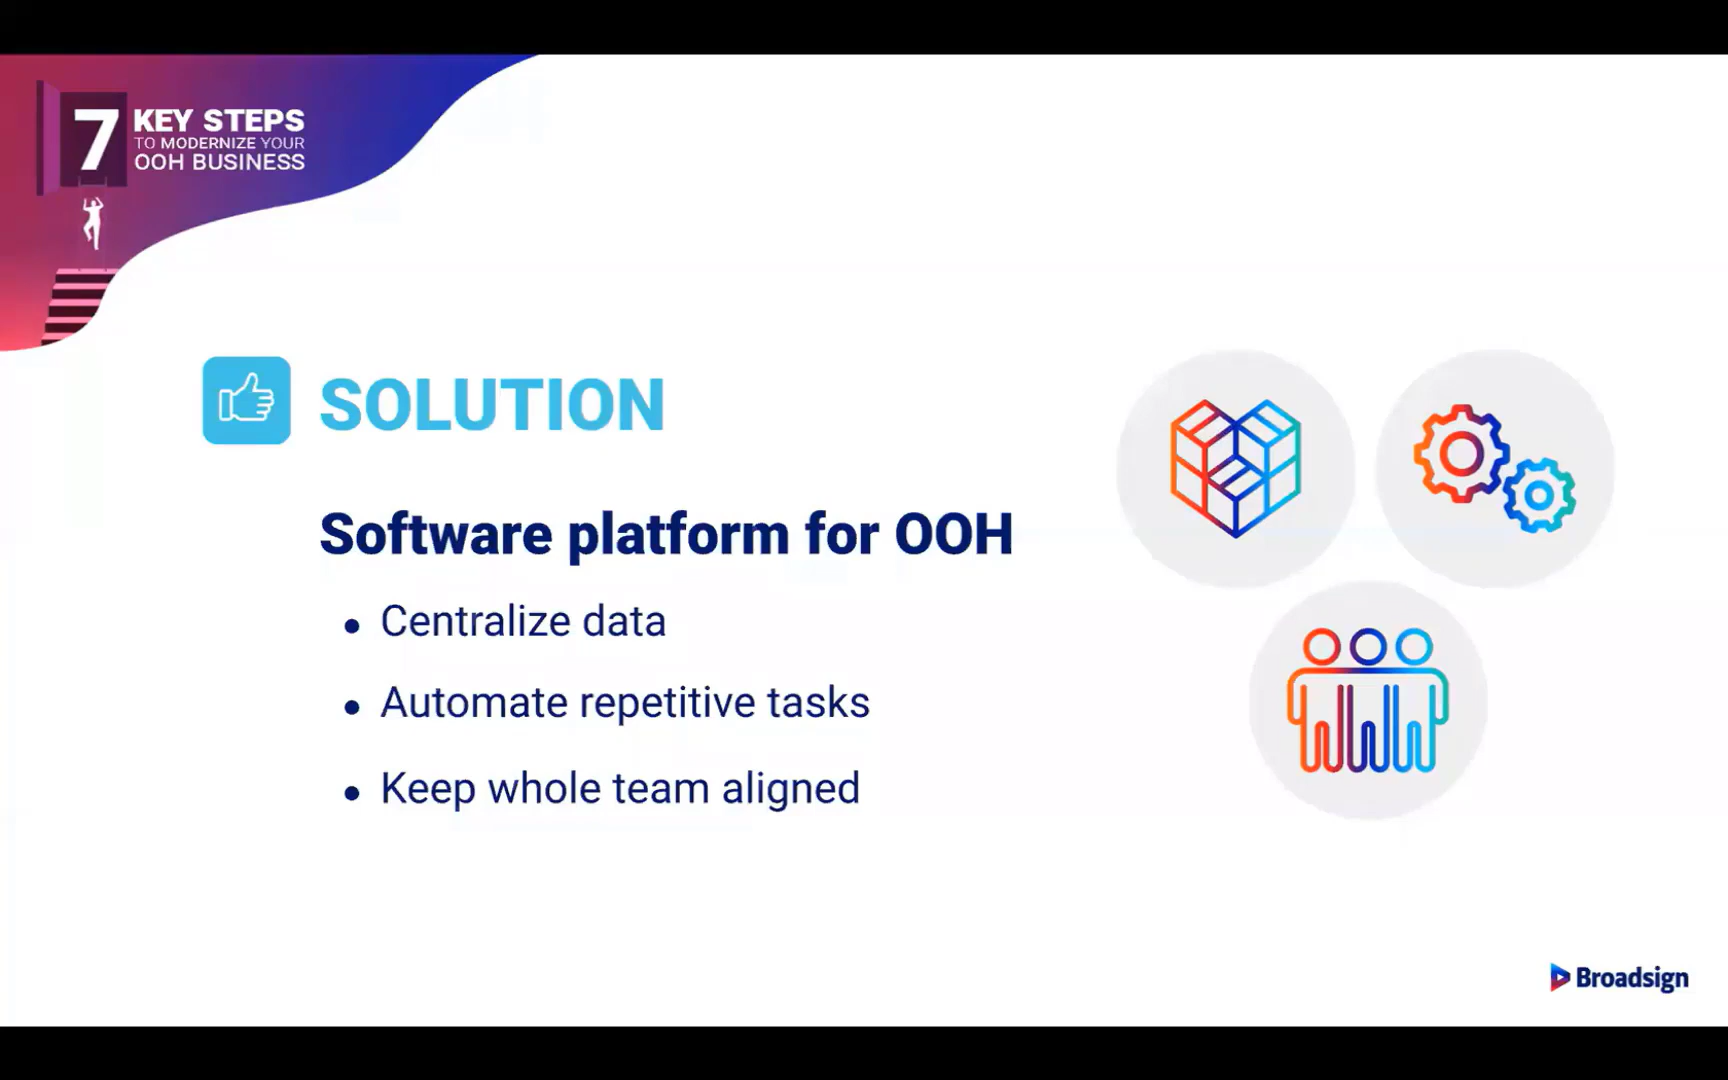 7 KEY STEPS
TO MODERNIZE YOUR
OOH BUSINESS
SOLUTION
Software platform for OOH
• Centralize data
• Automate repetitive tasks
• Keep whole team aligned
Broadsign